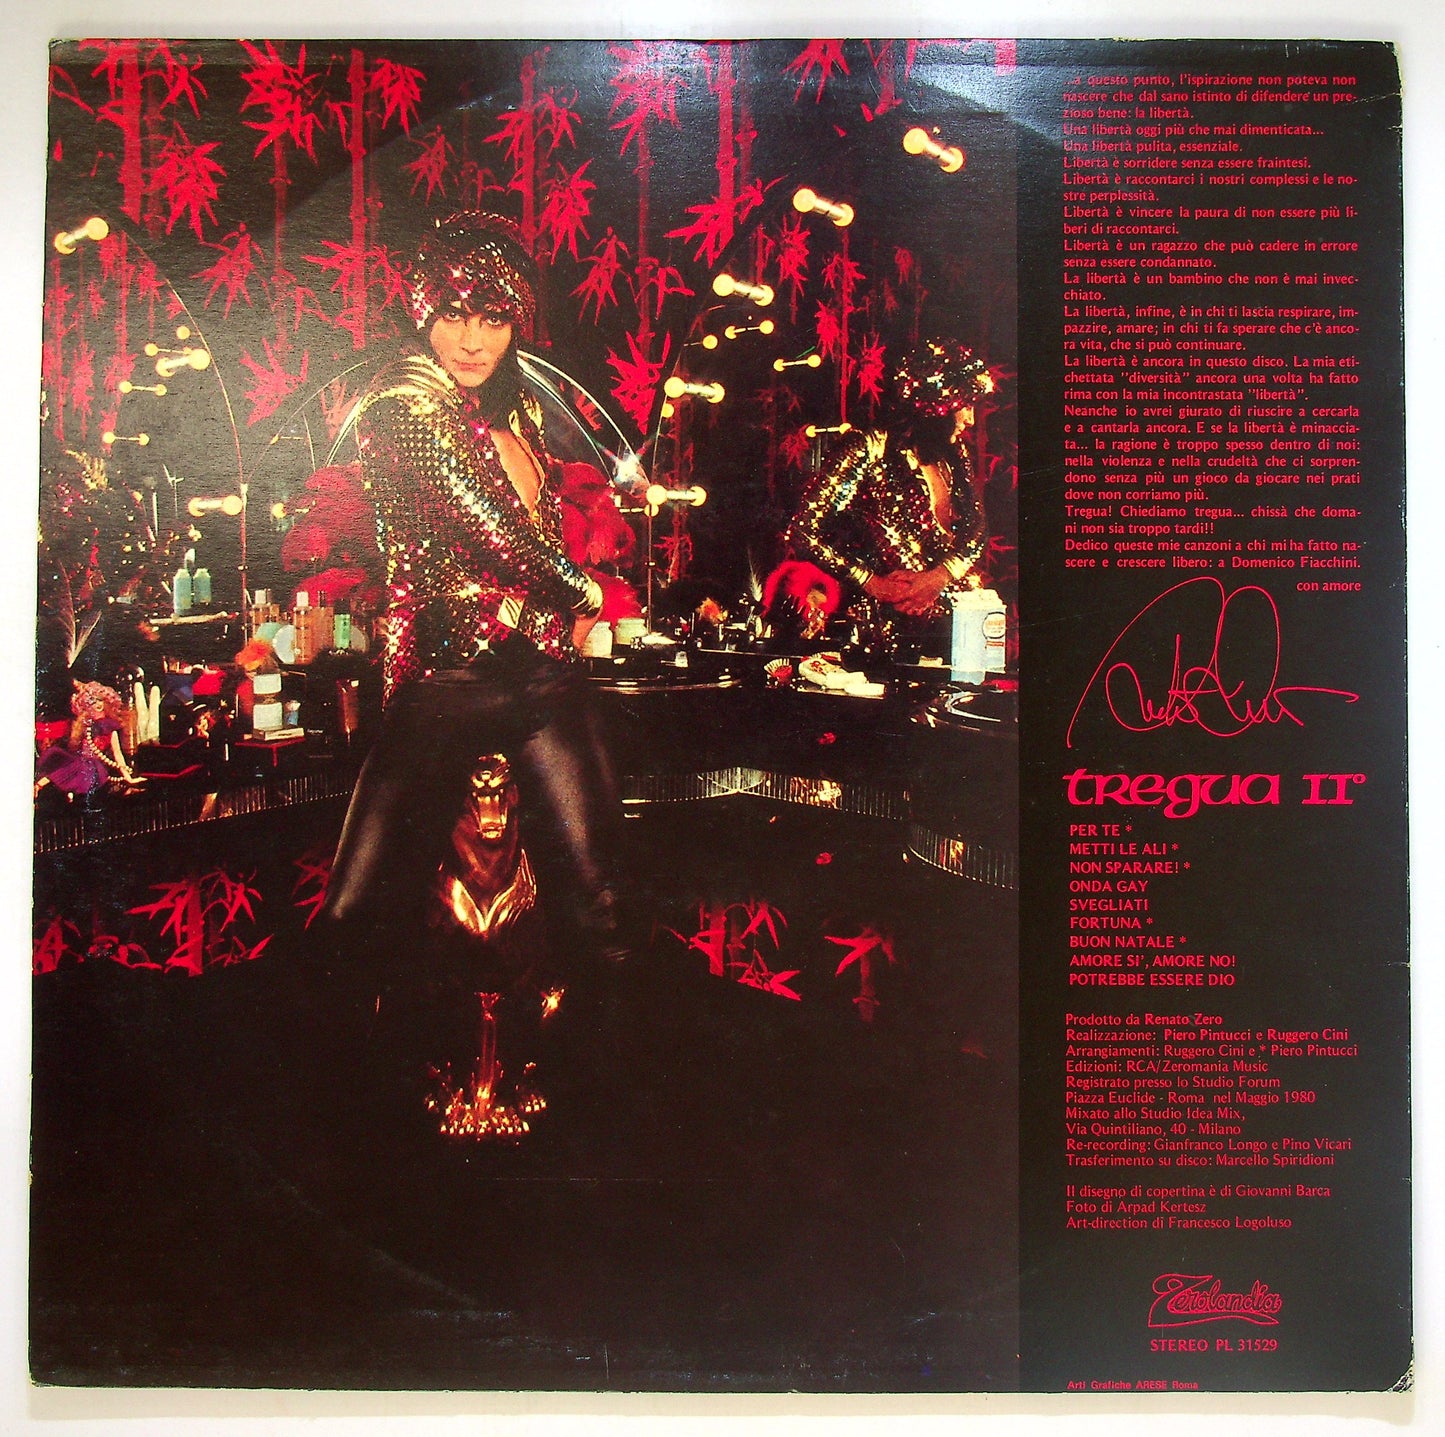 ...a questo punto, l'ispirazione non poteva non
nascere che dal sano istinto di difendere un pre-
zioso bene: la libertà.
Una libertà oggi più che mai dimenticata...
Una libertà pulita, essenziale.
Libertà è sorridere senza essere fraintesi.
Libertà è raccontarci i nostri complessi e le no-
stre perplessità.
Libertà è vincere la paura di non essere più li-
beri di raccontarci.
Libertà è un ragazzo che può cadere in errore
senza essere condannato.
La libertà è un bambino che non è mai invec-
chiato.
La libertà, infine, è in chi ti lascia respirare, im-
pazzire, amare; in chi ti fa sperare che c'è anco-
ra vita, che si può continuare.
La libertà è ancora in questo disco. La mia eti-
chettata "diversità" ancora una volta ha fatto
rima con la mia incontrastata "libertà".
Neanche io avrei giurato di riuscire a cercarla
e a cantarla ancora. E se la libertà è minaccia-
ta... la ragione è troppo spesso dentro di noi:
nella violenza e nella crudeltà che ci sorpren-
dono senza più un gioco da giocare nei prati
dove non corriamo più.
Tregua! Chiediamo tregua... chissà che doma-
ni non sia troppo tardi!!
Dedico queste mie canzoni a chi mi ha fatto na-
scere e crescere libero: a Domenico Fiacchini.
con amore
TREGUA II°
PER TE *
METTI LE ALI *
NON SPARARE! *
ONDA GAY
SVEGLIATI
FORTUNA *
BUON NATALE *
AMORE SI', AMORE NO!
POTREBBE ESSERE DIO
Prodotto da Renato Zero
Realizzazione: Piero Pintucci e Ruggero Cini
Arrangiamenti: Ruggero Cini e * Piero Pintucci
Edizioni: RCA/Zeromania Music
Registrato presso lo Studio Forum
Piazza Euclide - Roma nel Maggio 1980
Mixato allo Studio Idea Mix,
Via Quintiliano, 40 - Milano
Re-recording: Gianfranco Longo e Pino Vicari
Trasferimento su disco: Marcello Spiridioni
Il disegno di copertina è di Giovanni Barca
Foto di Arpad Kertesz
Art-direction di Francesco Logoluso
Zerolandia
STEREO PL 31529
Arti Grafiche ARESE Roma